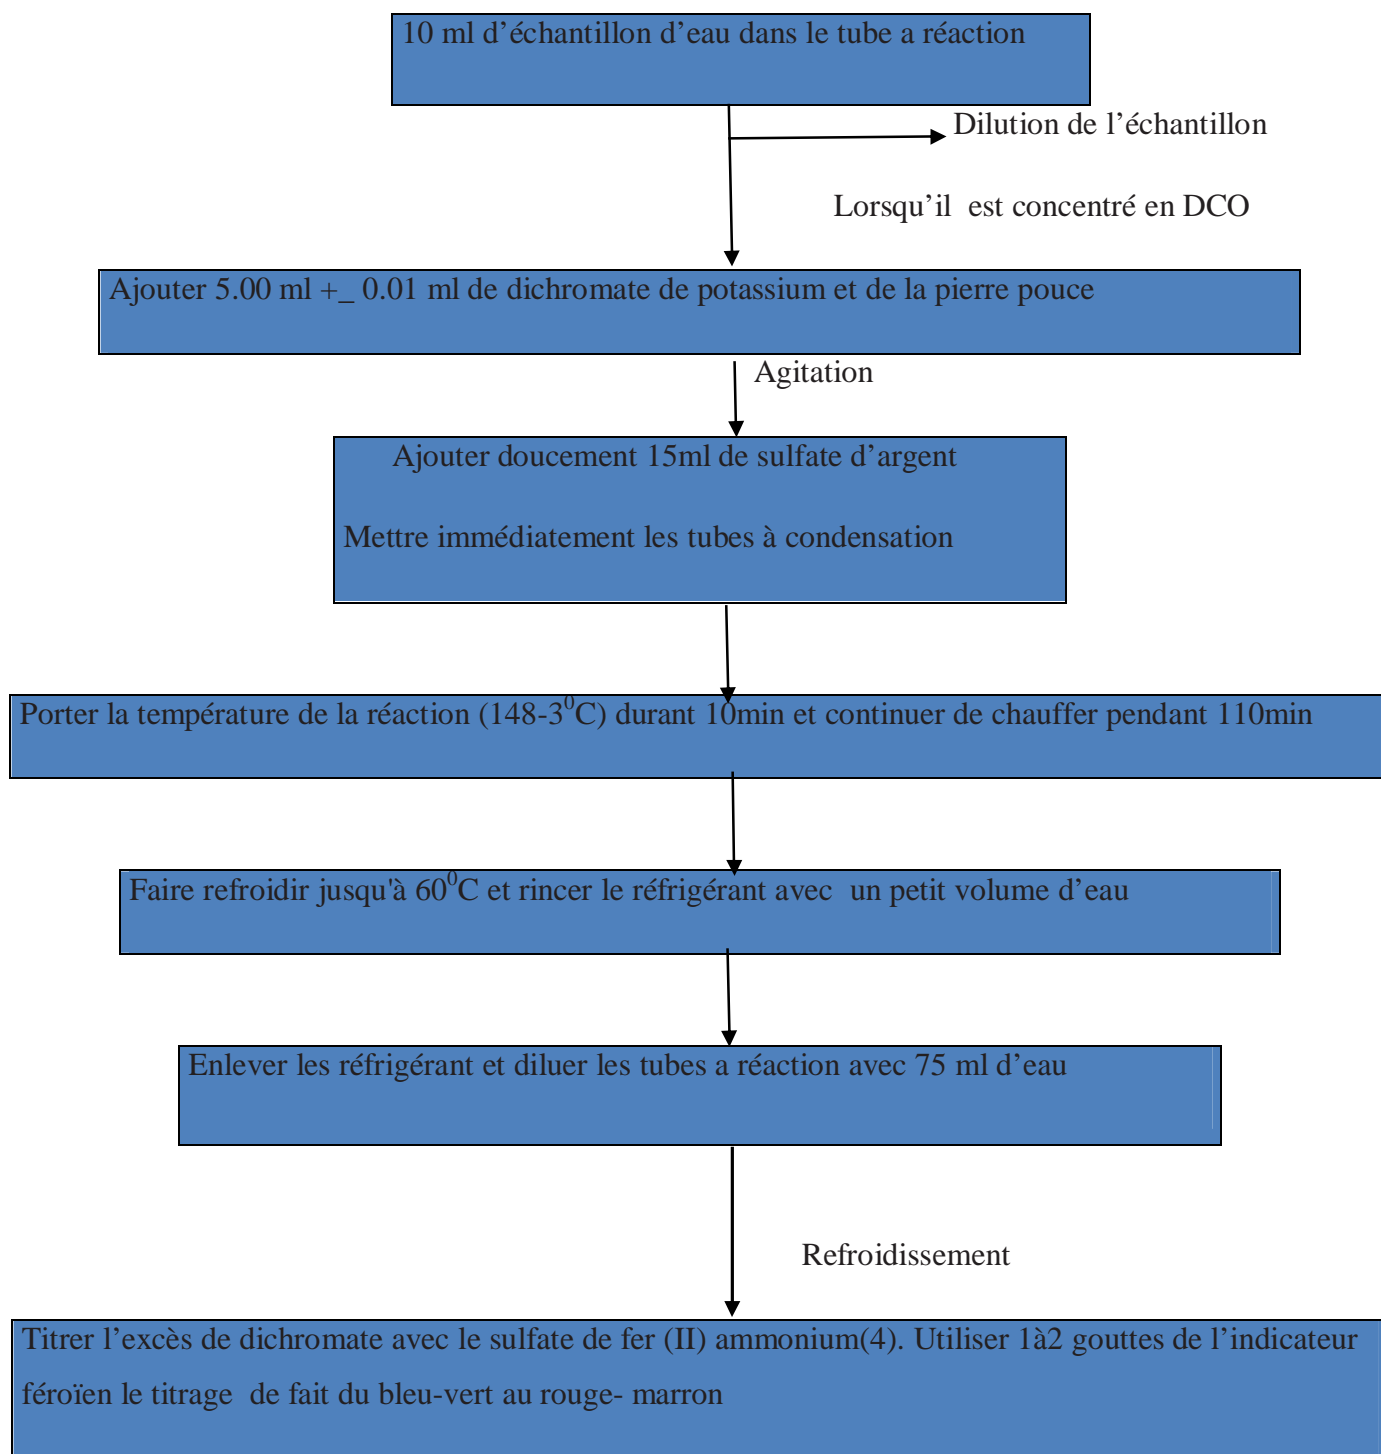 10 ml d’échantillon d’eau dans le tube a réaction
Dilution de l’échantillon
Lorsqu’il est concentré en DCO
Ajouter 5.00 ml +_ 0.01 ml de dichromate de potassium et de la pierre pouce
Agitation
Ajouter doucement 15ml de sulfate d’argent
Mettre immédiatement les tubes à condensation
Porter la température de la réaction (148-3⁰C) durant 10min et continuer de chauffer pendant 110min
Faire refroidir jusqu'à 60⁰C et rincer le réfrigérant avec un petit volume d’eau
Enlever les réfrigérant et diluer les tubes a réaction avec 75 ml d’eau
Refroidissement
Titrer l’excès de dichromate avec le sulfate de fer (II) ammonium(4). Utiliser 1à2 gouttes de l’indicateur
féroïen le titrage de fait du bleu-vert au rouge- marron